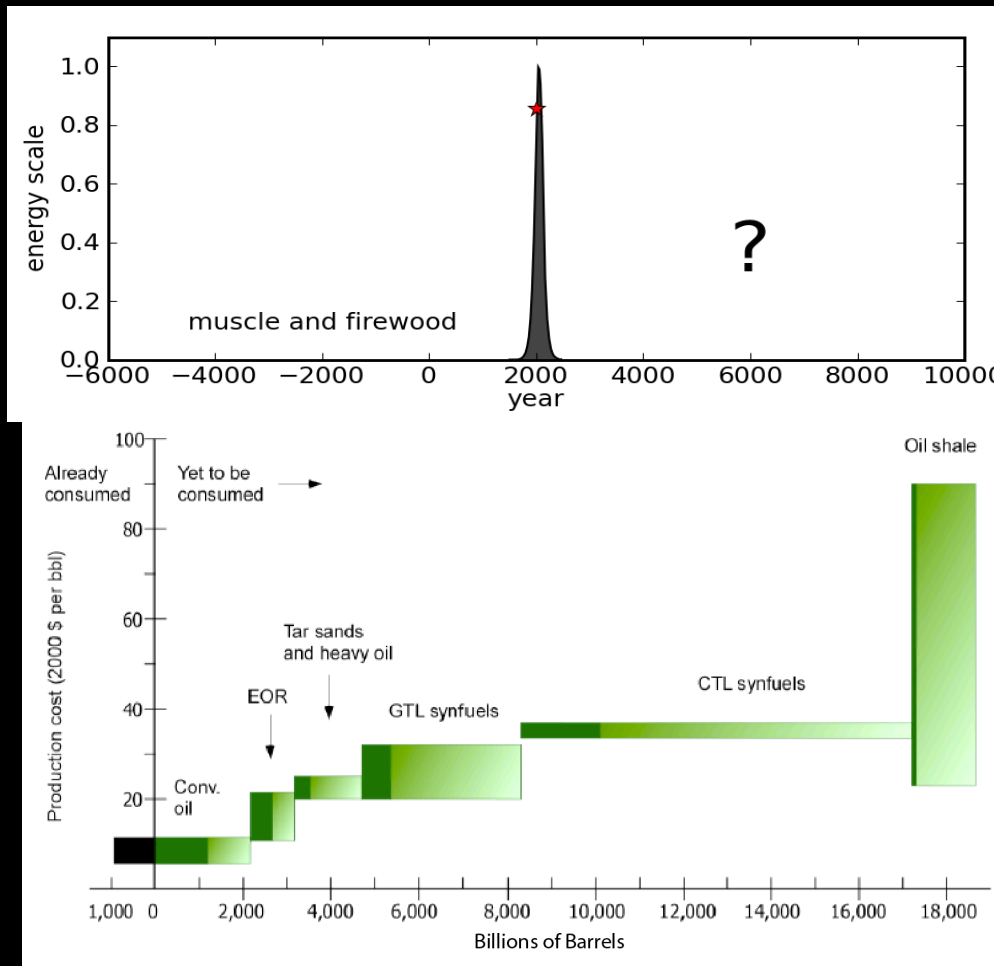 1.0
0.8
0.6
0.4
0.2
0.0
energy scale
?
muscle and firewood
−6000 −4000 −2000 0 2000 4000 6000 8000 10000
year
100
80
60
40
20
Production cost (2000 $ per bbl)
Already
consumed
Yet to be
consumed
Oil shale
Tar sands
and heavy oil
EOR
GTL synfuels
CTL synfuels
Conv.
oil
1,000 0 2,000 4,000 6,000 8,000 10,000 12,000 14,000 16,000 18,000
Billions of Barrels